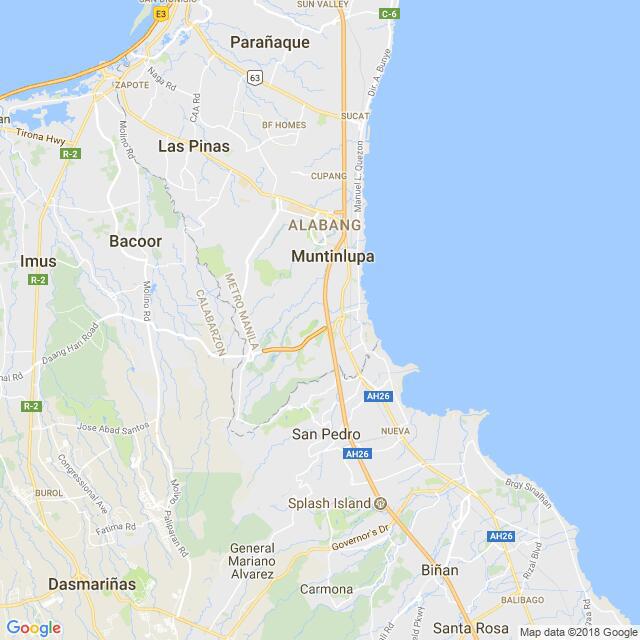 SAN DIONISIO
SUN VALLEY
C-6
E3
Parañaque
Dir. A. Bunye
Naga Rd
63
ZAPOTE
CAA Rd
SUCAT
Tirona Hwy
Molino Rd
BF HOMES
R-2
Las Pinas
Manuel L. Quezon
CUPANG
ALABANG
Bacoor
Muntinlupa
Imus
R-2
METRO MANILA
CALABARZON
Molino Rd
Daang Hari Road
R-2
AH26
Jose Abad Santos
San Pedro
NUEVA
AH26
Congressional Ave
Molino - Paliparan Rd
BUROL
Splash Island
Brgy Sinalhan
Fatima Rd
Governor's Dr
AH26
General
Mariano
Alvarez
Rizal Blvd
Biñan
Dasmariñas
Carmona
BALIBAGO
Santa Rosa
Google
Map data ©2018 Google